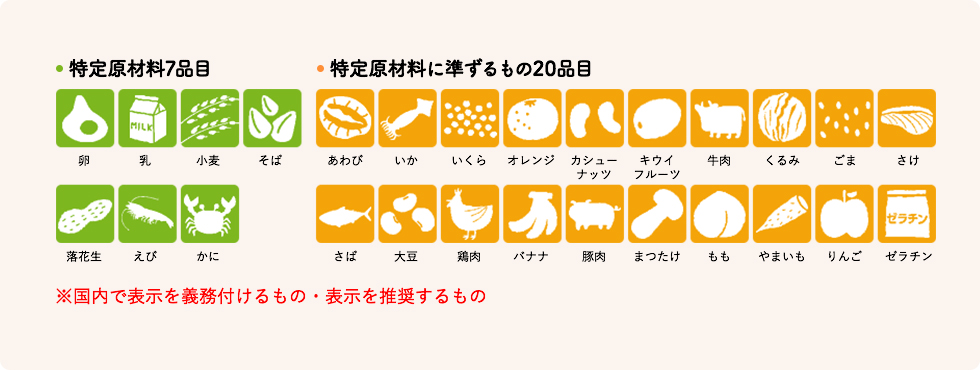 • 特定原材料7品目
• 特定原材料に準ずるもの20品目
MILK
卵 乳 小麦 そば
あわび いか いくら オレンジ カシューナッツ キウイフルーツ 牛肉 くるみ ごま さけ
ゼラチン
落花生 えび かに
さば 大豆 鶏肉 バナナ 豚肉 まつたけ もも やまいも りんご ゼラチン
※国内で表示を義務付けるもの・表示を推奨するもの